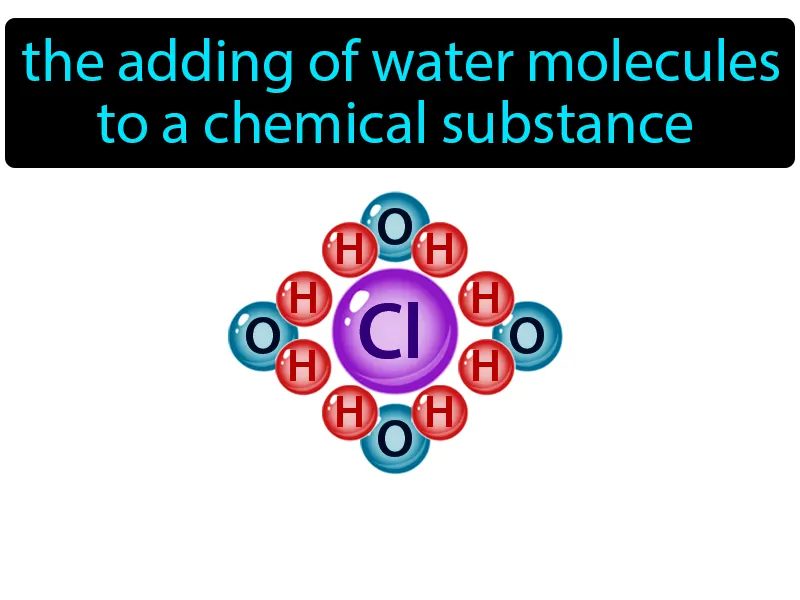 the adding of water molecules
to a chemical substance
O
H H
H H
O Cl O
H H
H H
O